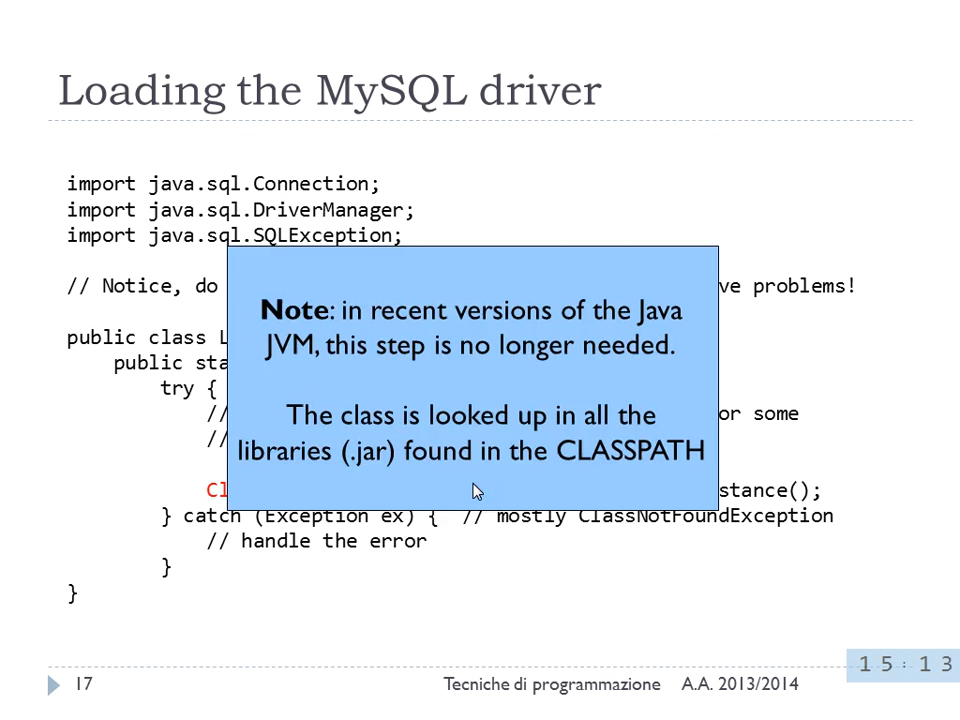 Loading the MySQL driver
import java.sql.Connection;
import java.sql.DriverManager;
import java.sql.SQLException;
// Notice, do ve problems!
public class L
public sta
try {
// or some
//
Cl stance();
} catch (Exception ex) { // mostly ClassNotFoundException
// handle the error
}
}
Note: in recent versions of the Java
JVM, this step is no longer needed.
The class is looked up in all the
libraries (.jar) found in the CLASSPATH
17 Tecniche di programmazione A.A. 2013/2014
15:13